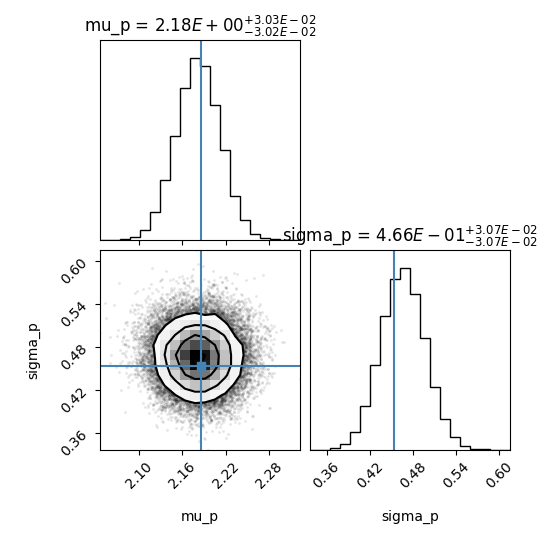 mu_p = 2.18E + 00 +3.03E − 02 −3.02E − 02
sigma_p = 4.66E − 01 +3.07E − 02 −3.07E − 02
0.60
0.54
0.48
0.42
0.36
sigma_p
2.10 2.16 2.22 2.28
0.36 0.42 0.48 0.54 0.60
mu_p
sigma_p